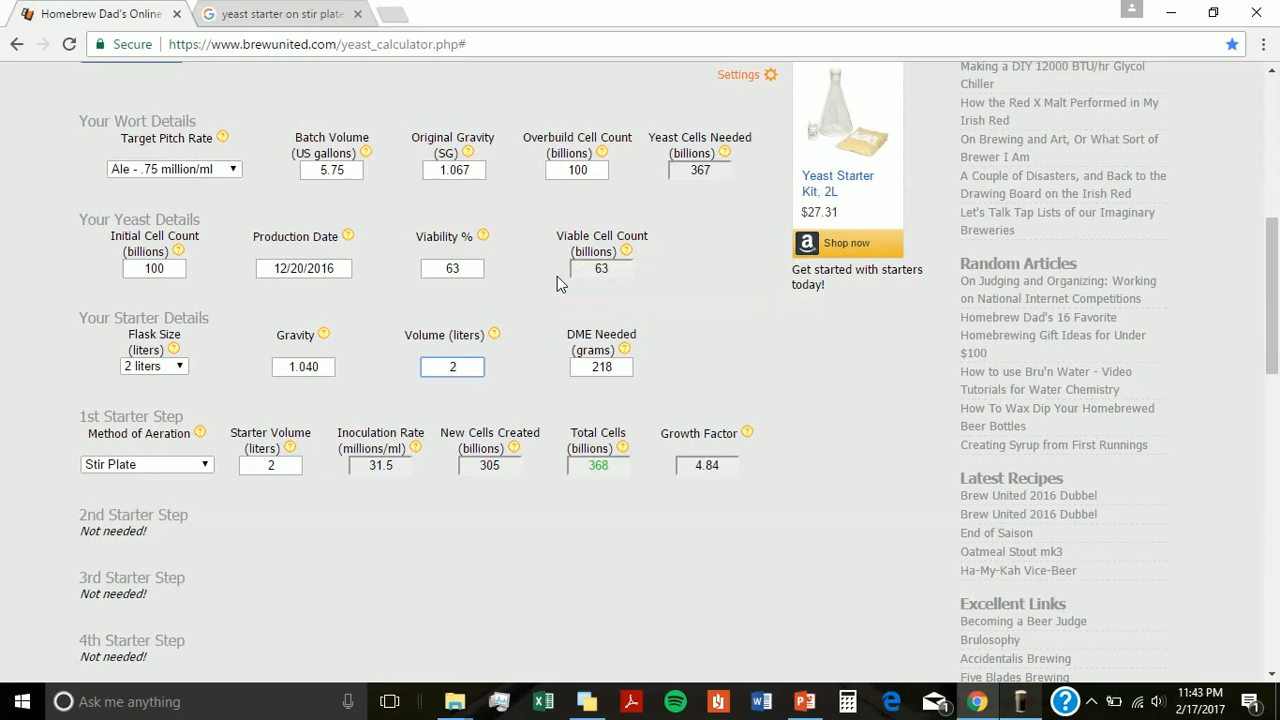 Homebrew Dad's Online
yeast starter on stir plate
Secure
https://www.brewunited.com/yeast_calculator.php#
Settings
Your Wort Details
Target Pitch Rate ?
Batch Volume
(US gallons) ?
Original Gravity
(SG) ?
Overbuild Cell Count
(billions) ?
Yeast Cells Needed
(billions) ?
Ale - .75 million/ml
5.75
1.067
100
367
Your Yeast Details
Initial Cell Count
(billions) ?
Production Date ?
Viability % ?
Viable Cell Count
(billions) ?
100
12/20/2016
63
63
Your Starter Details
Flask Size
(liters) ?
Gravity ?
Volume (liters) ?
DME Needed
(grams) ?
2 liters
1.040
2
218
1st Starter Step
Method of Aeration ?
Starter Volume
(liters) ?
Inoculation Rate
(millions/ml) ?
New Cells Created
(billions) ?
Total Cells
(billions) ?
Growth Factor ?
Stir Plate
2
31.5
305
368
4.84
2nd Starter Step
Not needed!
3rd Starter Step
Not needed!
4th Starter Step
Not needed!
Yeast Starter
Kit, 2L
$27.31
a Shop now
Get started with starters
today!
Making a DIY 12000 BTU/hr Glycol
Chiller
How the Red X Malt Performed in My
Irish Red
On Brewing and Art, Or What Sort of
Brewer I Am
A Couple of Disasters, and Back to the
Drawing Board on the Irish Red
Let's Talk Tap Lists of our Imaginary
Breweries
Random Articles
On Judging and Organizing: Working
on National Internet Competitions
Homebrew Dad's 16 Favorite
Homebrewing Gift Ideas for Under
$100
How to use Bru'n Water - Video
Tutorials for Water Chemistry
How To Wax Dip Your Homebrewed
Beer Bottles
Creating Syrup from First Runnings
Latest Recipes
Brew United 2016 Dubbel
Brew United 2016 Dubbel
End of Saison
Oatmeal Stout mk3
Ha-My-Kah Vice-Beer
Excellent Links
Becoming a Beer Judge
Brulosophy
Accidentalis Brewing
Five Blades Brewing
Ask me anything
11:43 PM
2/17/2017